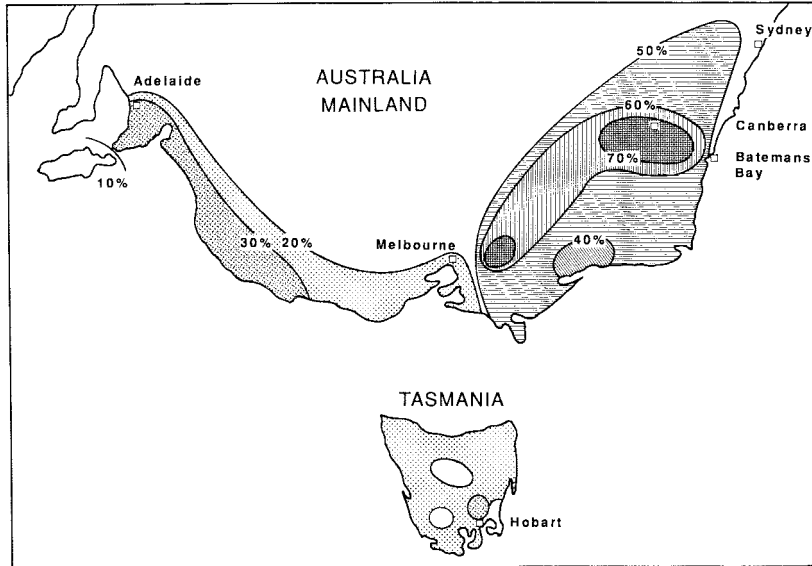 Sydney
50%
Adelaide
AUSTRALIA
MAINLAND
60%
Canberra
70%
Batemans
Bay
10%
30% 20%
Melbourne
40%
TASMANIA
Hobart